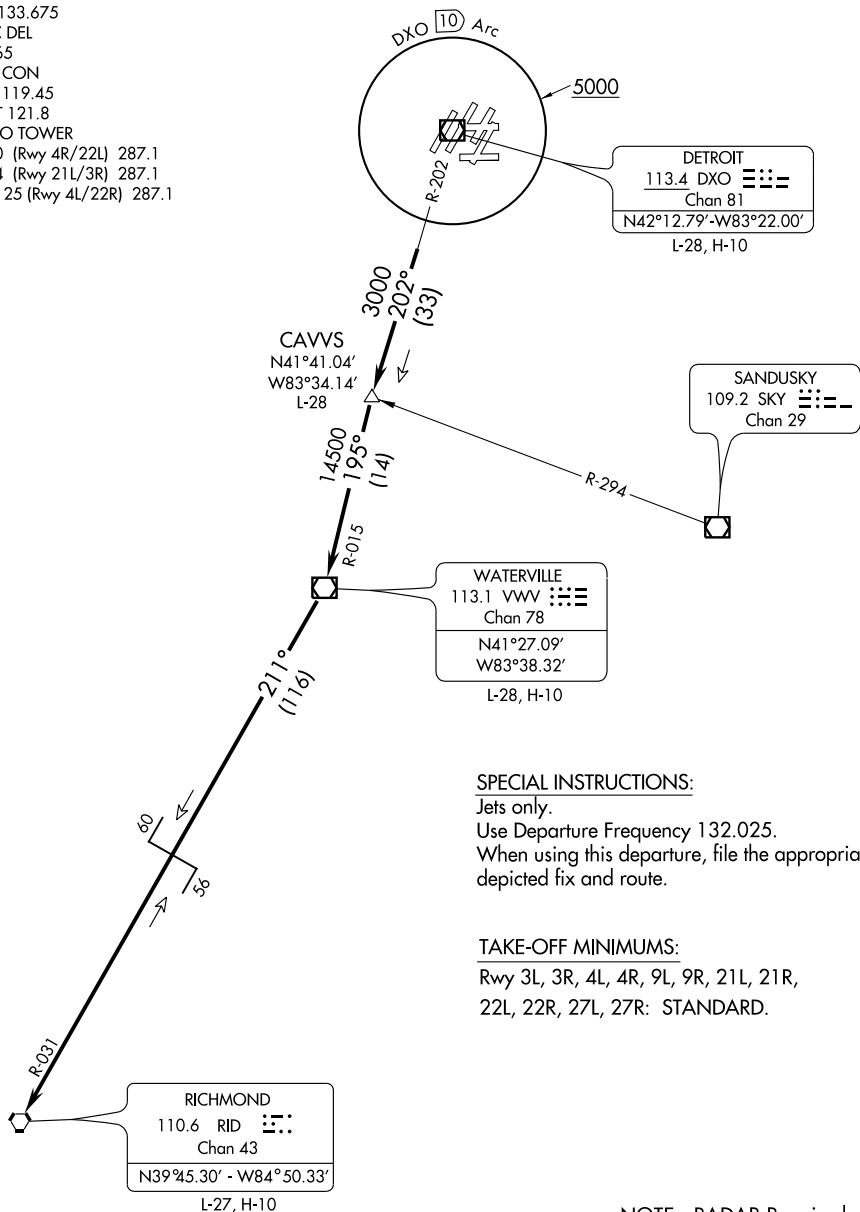 133.675
DEL
65
CON
119.45
121.8
O TOWER
(Rwy 4R/22L) 287.1
(Rwy 21L/3R) 287.1
125 (Rwy 4L/22R) 287.1
DXO 10 Arc
5000
R-202
DETROIT
113.4 DXO
Chan 81
N42°12.79'-W83°22.00'
L-28, H-10
3000
202°
(33)
CAVVS
N41°41.04'
W83°34.14'
L-28
SANDUSKY
109.2 SKY
Chan 29
R-294
14500
195°
(14)
R-015
WATERVILLE
113.1 VWV
Chan 78
N41°27.09'
W83°38.32'
L-28, H-10
211°
(116)
60
56
SPECIAL INSTRUCTIONS:
Jets only.
Use Departure Frequency 132.025.
When using this departure, file the appropria
depicted fix and route.
TAKE-OFF MINIMUMS:
Rwy 3L, 3R, 4L, 4R, 9L, 9R, 21L, 21R,
22L, 22R, 27L, 27R: STANDARD.
R-031
RICHMOND
110.6 RID
Chan 43
N39°45.30' - W84°50.33'
L-27, H-10